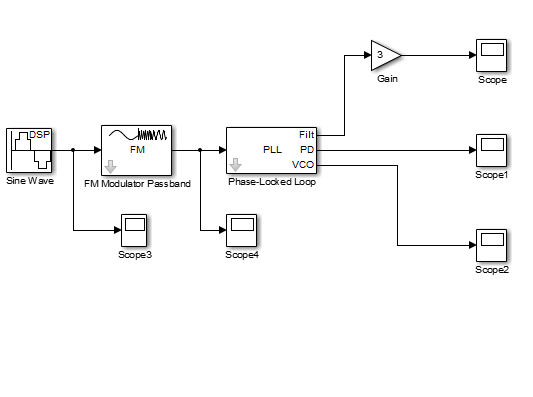 3
Gain
Scope
DSP
Sine Wave
FM
FM Modulator Passband
PLL
Filt
PD
VCO
Phase-Locked Loop
Scope1
Scope3
Scope4
Scope2